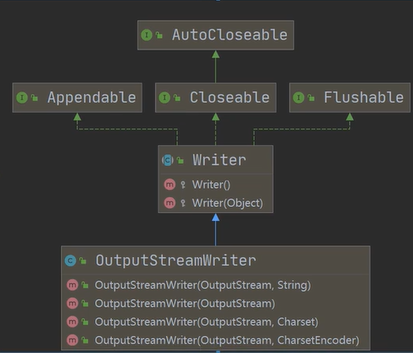 AutoCloseable
Appendable
Closeable
Flushable
Writer
Writer()
Writer(Object)
OutputStreamWriter
OutputStreamWriter(OutputStream, String)
OutputStreamWriter(OutputStream)
OutputStreamWriter(OutputStream, Charset)
OutputStreamWriter(OutputStream, CharsetEncoder)